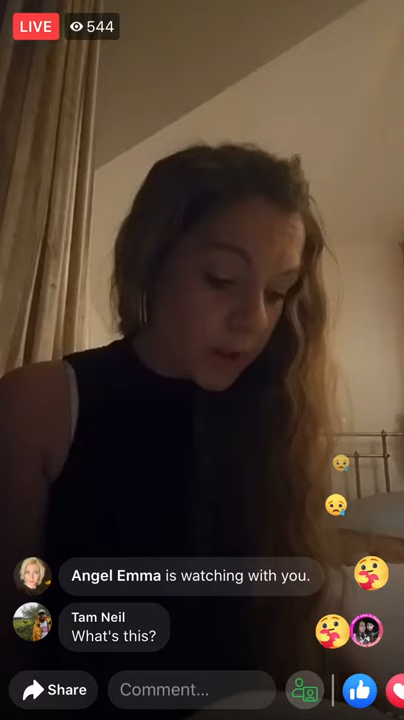 LIVE 544
Angel Emma is watching with you.
Tam Neil
What's this?
Share Comment...